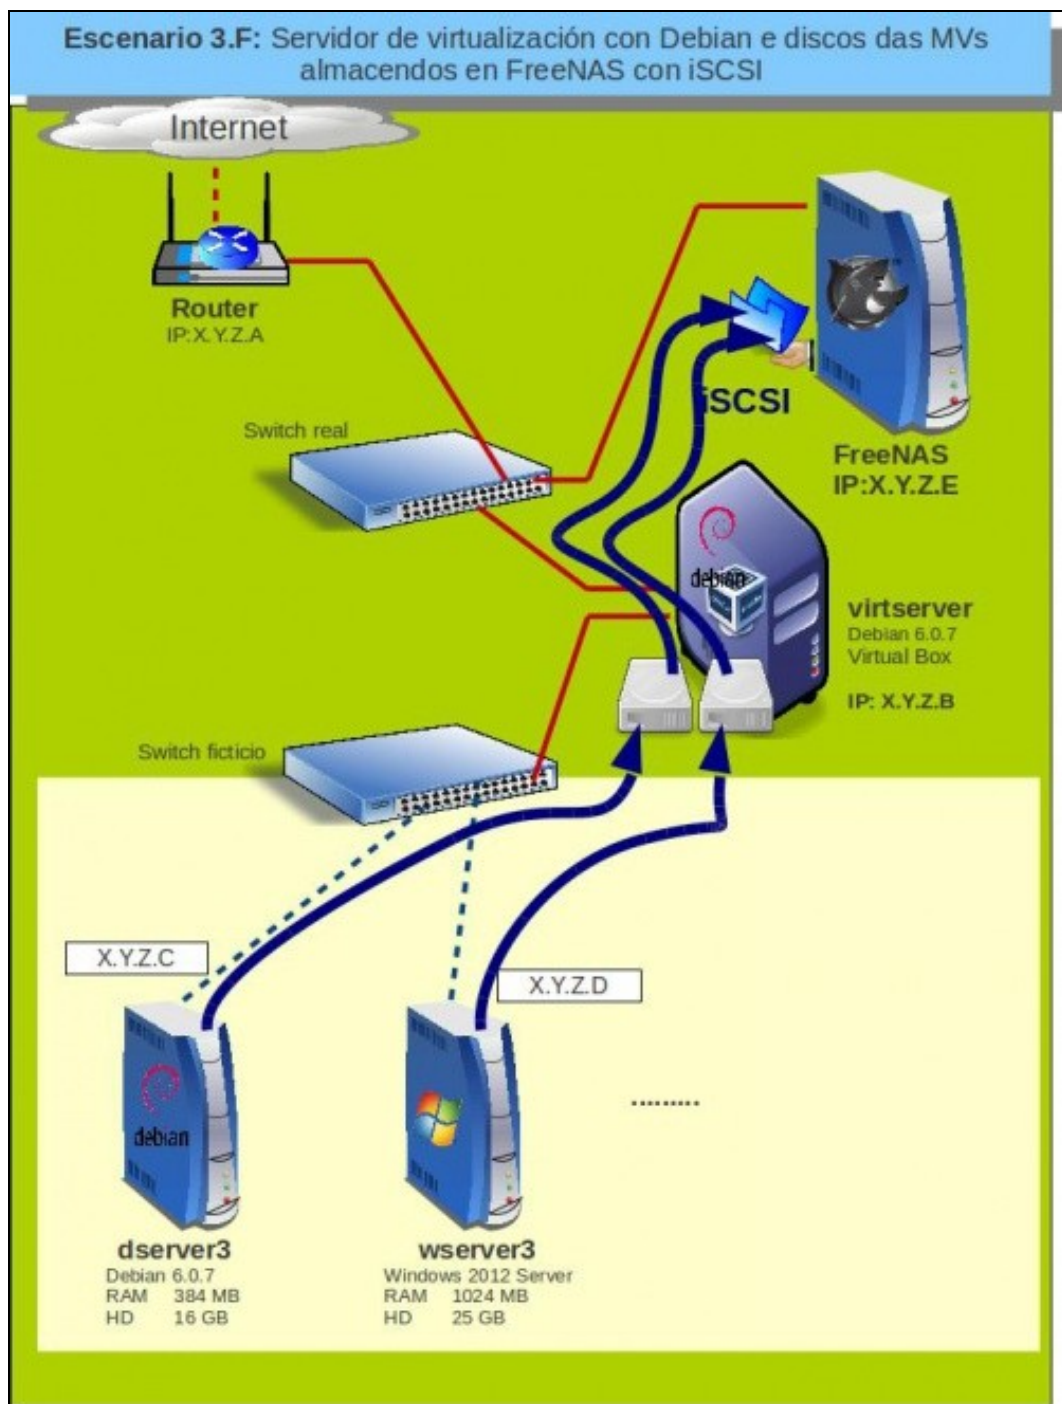 Escenario 3.F: Servidor de virtualización con Debian e discos das MVs
almacendos en FreeNAS con iSCSI
Internet
Router
IP:X.Y.Z.A
Switch real
iSCSI
FreeNAS
IP:X.Y.Z.E
debian
virtserver
Debian 6.0.7
Virtual Box
IP: X.Y.Z.B
Switch ficticio
X.Y.Z.C
X.Y.Z.D
debian
.........
dserver3
Debian 6.0.7
RAM 384 MB
HD 16 GB
wserver3
Windows 2012 Server
RAM 1024 MB
HD 25 GB